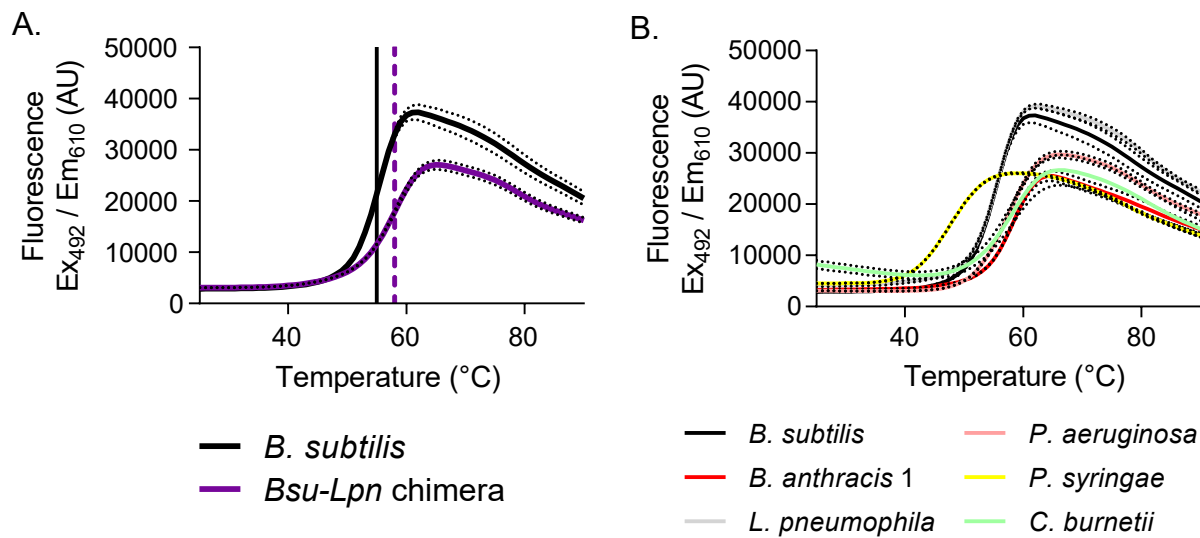 A.
Fluorescence
Ex492 / Em610 (AU)
50000
40000
30000
20000
10000
0
40
60
80
Temperature (°C)
B. subtilis
Bsu-Lpn chimera
B.
Fluorescence
Ex492 / Em610 (AU)
50000
40000
30000
20000
10000
0
40
60
80
Temperature (°C)
B. subtilis
B. anthracis 1
L. pneumophila
P. aeruginosa
P. syringae
C. burnetii